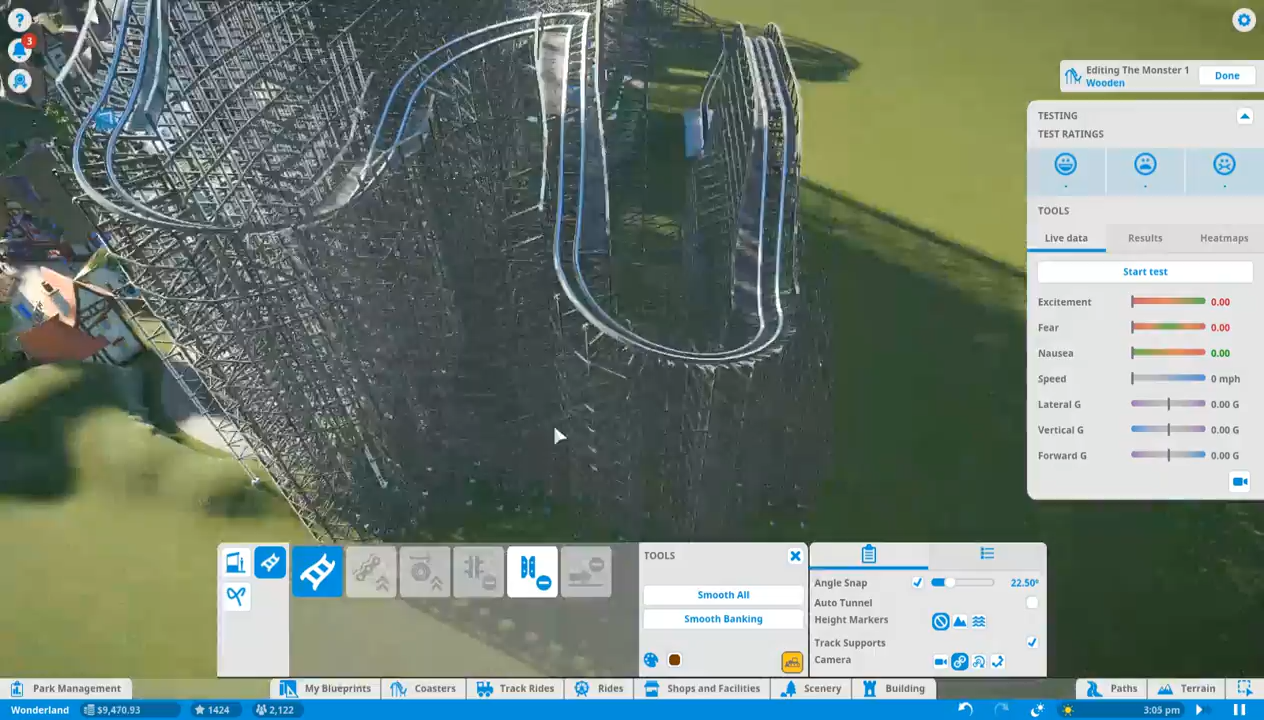 ?
3
Editing The Monster 1
Wooden
Done
TESTING
TEST RATINGS
- - -
TOOLS
Live data Results Heatmaps
Start test
Excitement 0.00
Fear 0.00
Nausea 0.00
Speed 0 mph
Lateral G 0.00 G
Vertical G 0.00 G
Forward G 0.00 G
TOOLS
Smooth All
Smooth Banking
Angle Snap 22.50°
Auto Tunnel
Height Markers
Track Supports
Camera
Park Management My Blueprints Coasters Track Rides Rides Shops and Facilities Scenery Building Paths Terrain
Wonderland $9,470.93 1424 2,122 3:05 pm